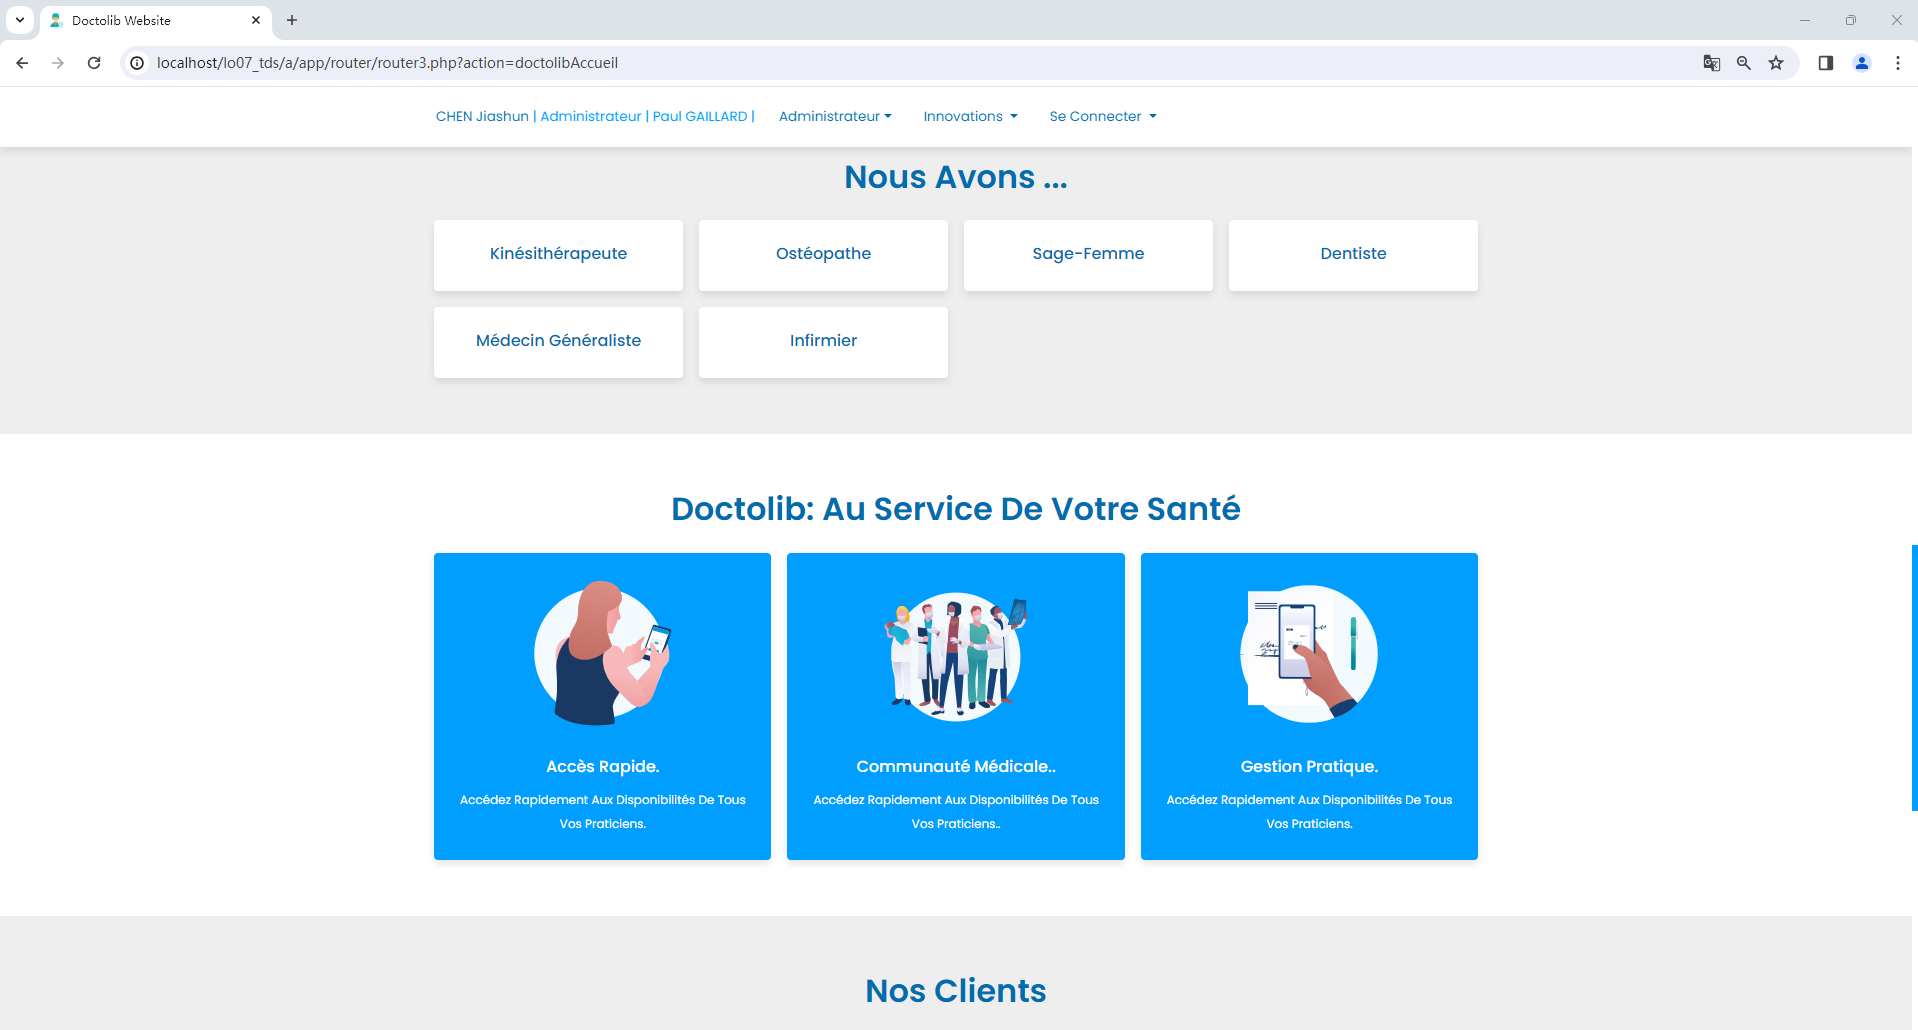 Doctolib Website
localhost/lo07_tds/a/app/router/router3.php?action=doctolibAccueil
CHEN Jiashun | Administrateur | Paul GAILLARD | Administrateur Innovations Se Connecter
Nous Avons ...
Kinésithérapeute Ostéopathe Sage-Femme Dentiste
Médecin Généraliste Infirmier
Doctolib: Au Service De Votre Santé
Accès Rapide.
Accédez Rapidement Aux Disponibilités De Tous
Vos Praticiens.
Communauté Médicale..
Accédez Rapidement Aux Disponibilités De Tous
Vos Praticiens..
Gestion Pratique.
Accédez Rapidement Aux Disponibilités De Tous
Vos Praticiens.
Nos Clients